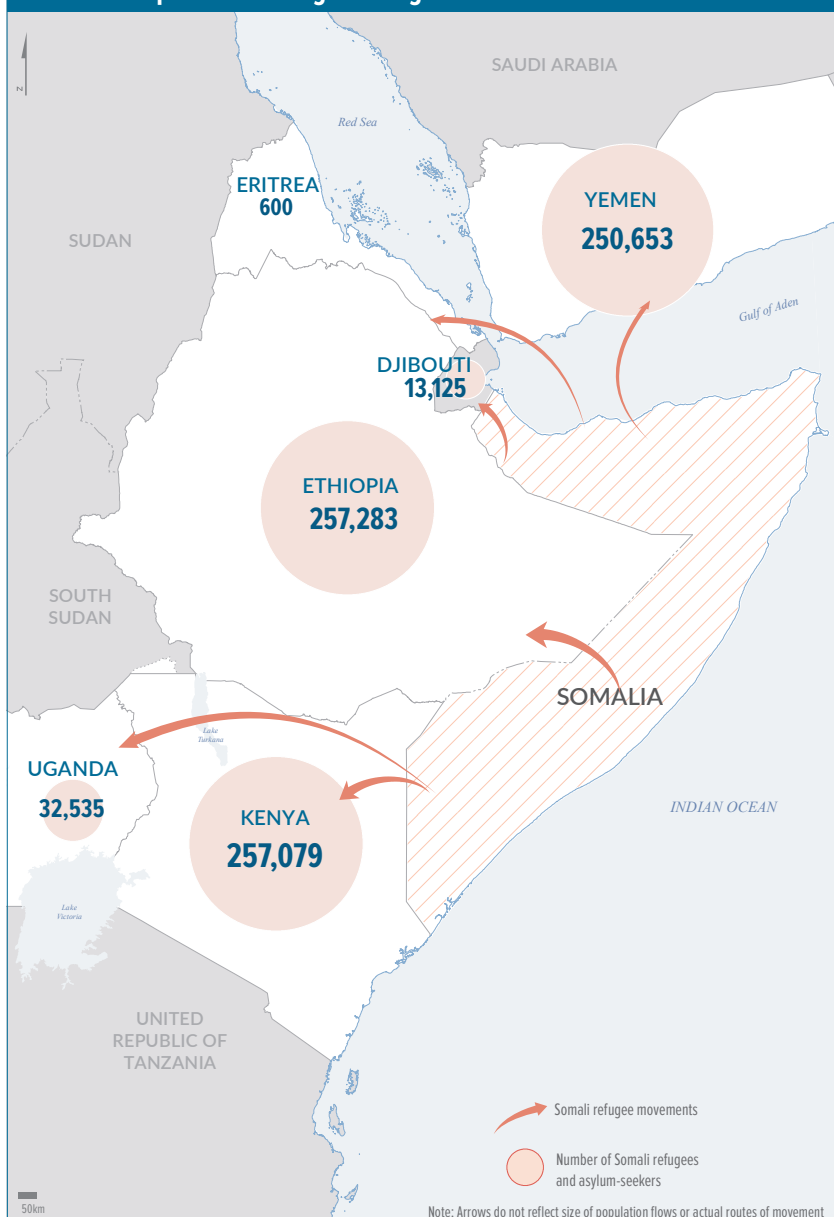 N
SAUDI ARABIA
Red Sea
ERITREA
600
YEMEN
250,653
SUDAN
Gulf of Aden
DJIBOUTI
13,125
ETHIOPIA
257,283
SOUTH
SUDAN
SOMALIA
Lake
Turkana
UGANDA
32,535
KENYA
257,079
INDIAN OCEAN
Lake
Victoria
UNITED
REPUBLIC OF
TANZANIA
Somali refugee movements
Number of Somali refugees
and asylum-seekers
50km
Note: Arrows do not reflect size of population flows or actual routes of movement